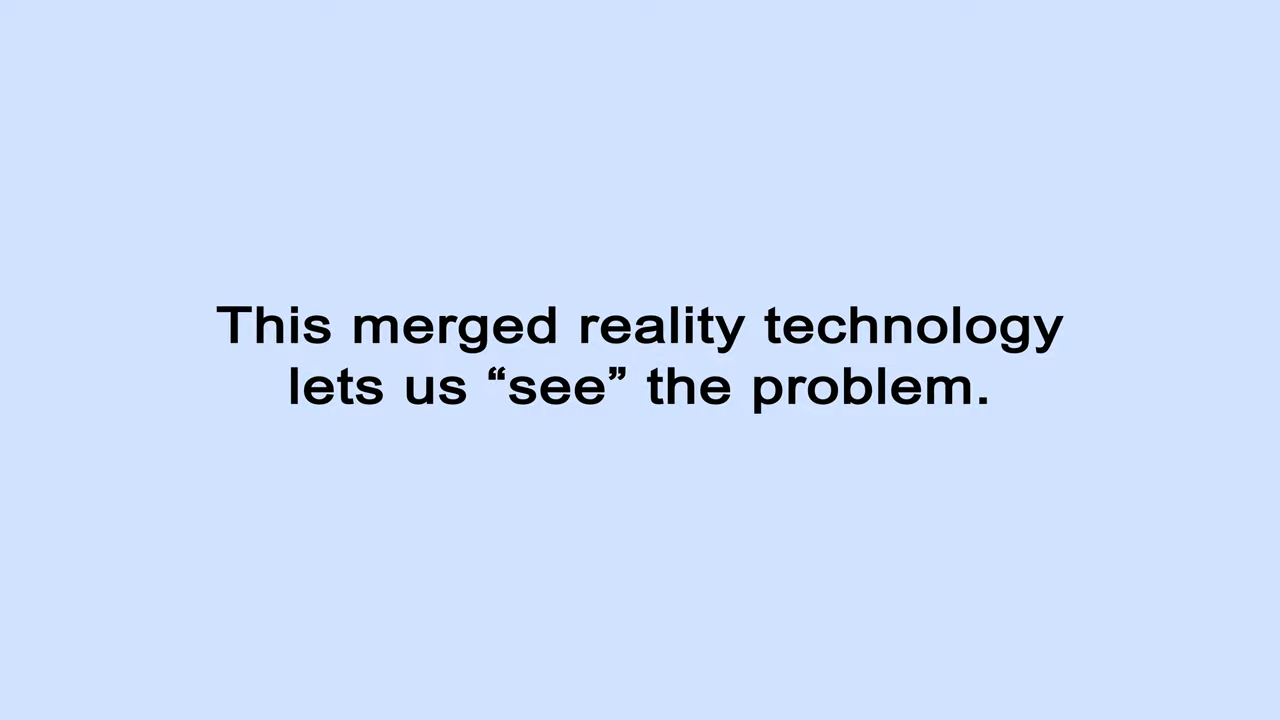 This merged reality technology
lets us “see” the problem.